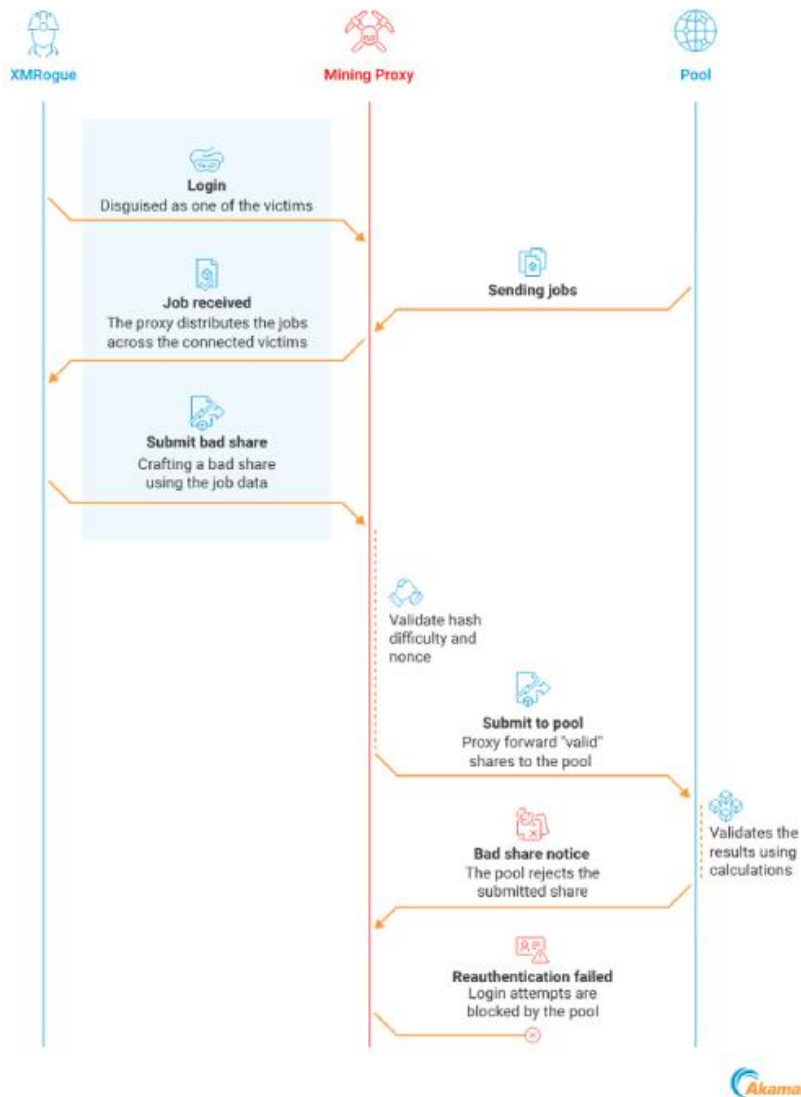 XMRogue
Mining Proxy
Pool
Login
Disguised as one of the victims
Sending jobs
Job received
The proxy distributes the jobs
across the connected victims
Submit bad share
Crafting a bad share
using the job data
Validate hash
difficulty and
nonce
Submit to pool
Proxy forward "valid"
shares to the pool
Validates the
results using
calculations
Bad share notice
The pool rejects the
submitted share
Reauthentication failed
Login attempts are
blocked by the pool
Akamai